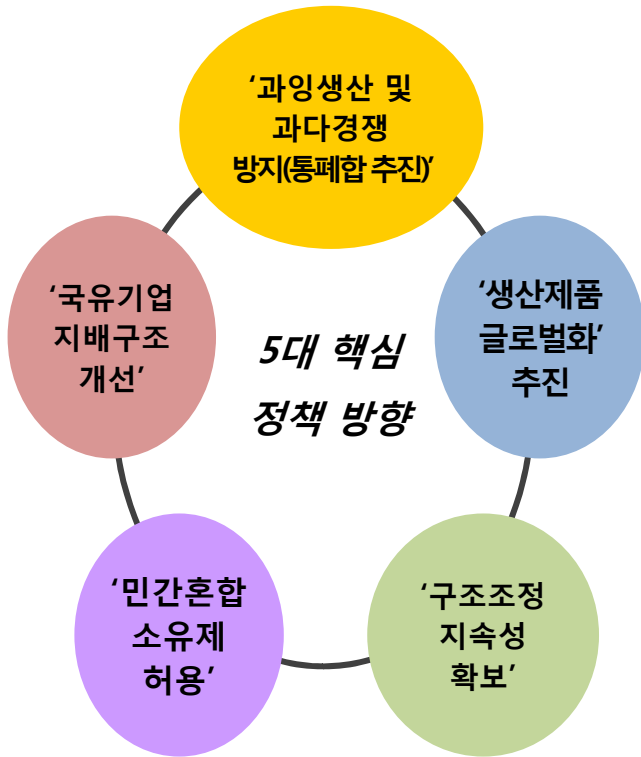 ‘과잉생산 및
과다경쟁
방지(통폐합 추진)’
‘국유기업
지배구조
개선’
5대 핵심
정책 방향
‘생산제품
글로벌화’
추진
‘민간혼합
소유제
허용’
‘구조조정
지속성
확보’